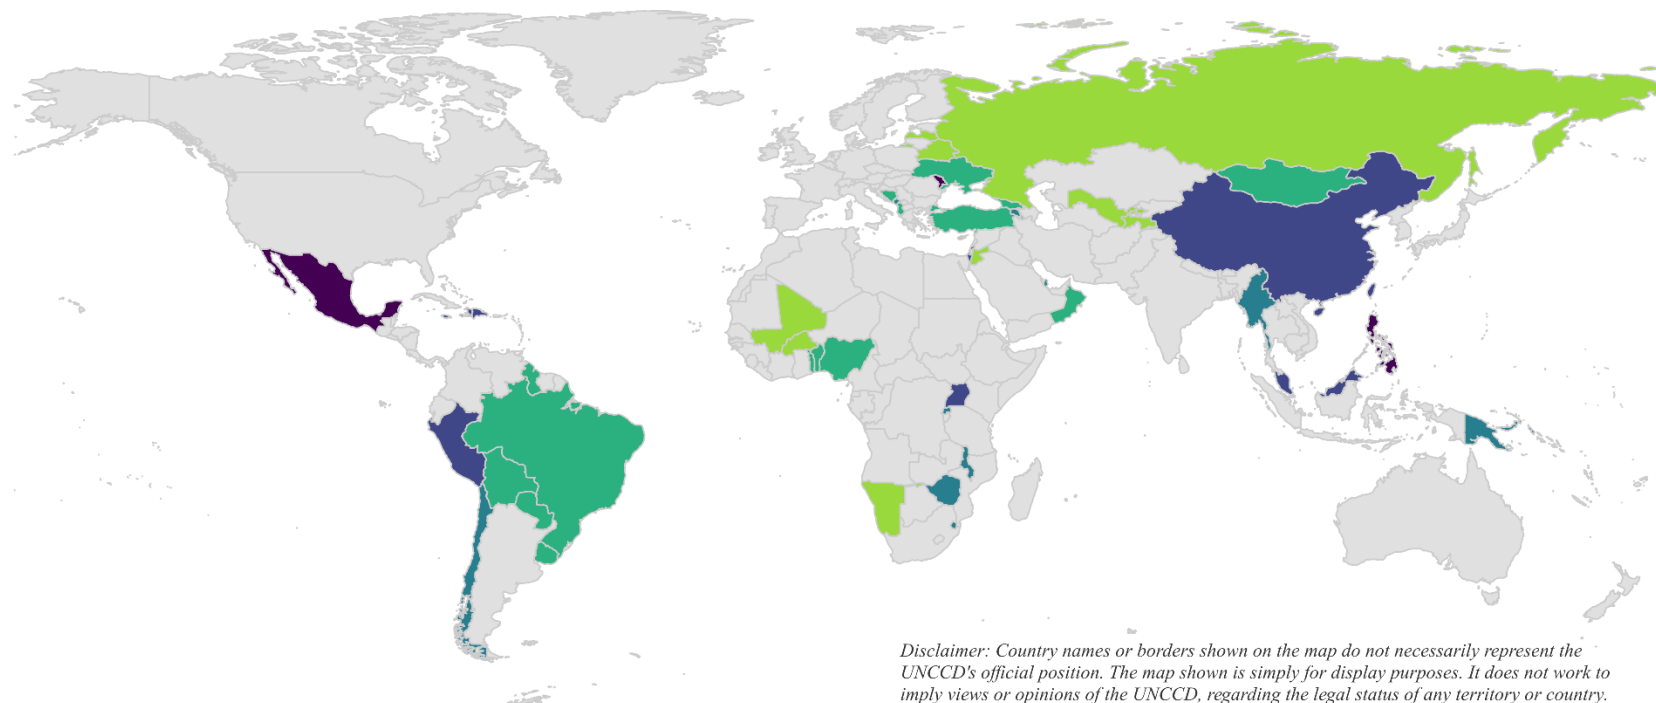 Disclaimer: Country names or borders shown on the map do not necessarily represent the
UNCCD's official position. The map shown is simply for display purposes. It does not work to
imply views or opinions of the UNCCD, regarding the legal status of any territory or country.